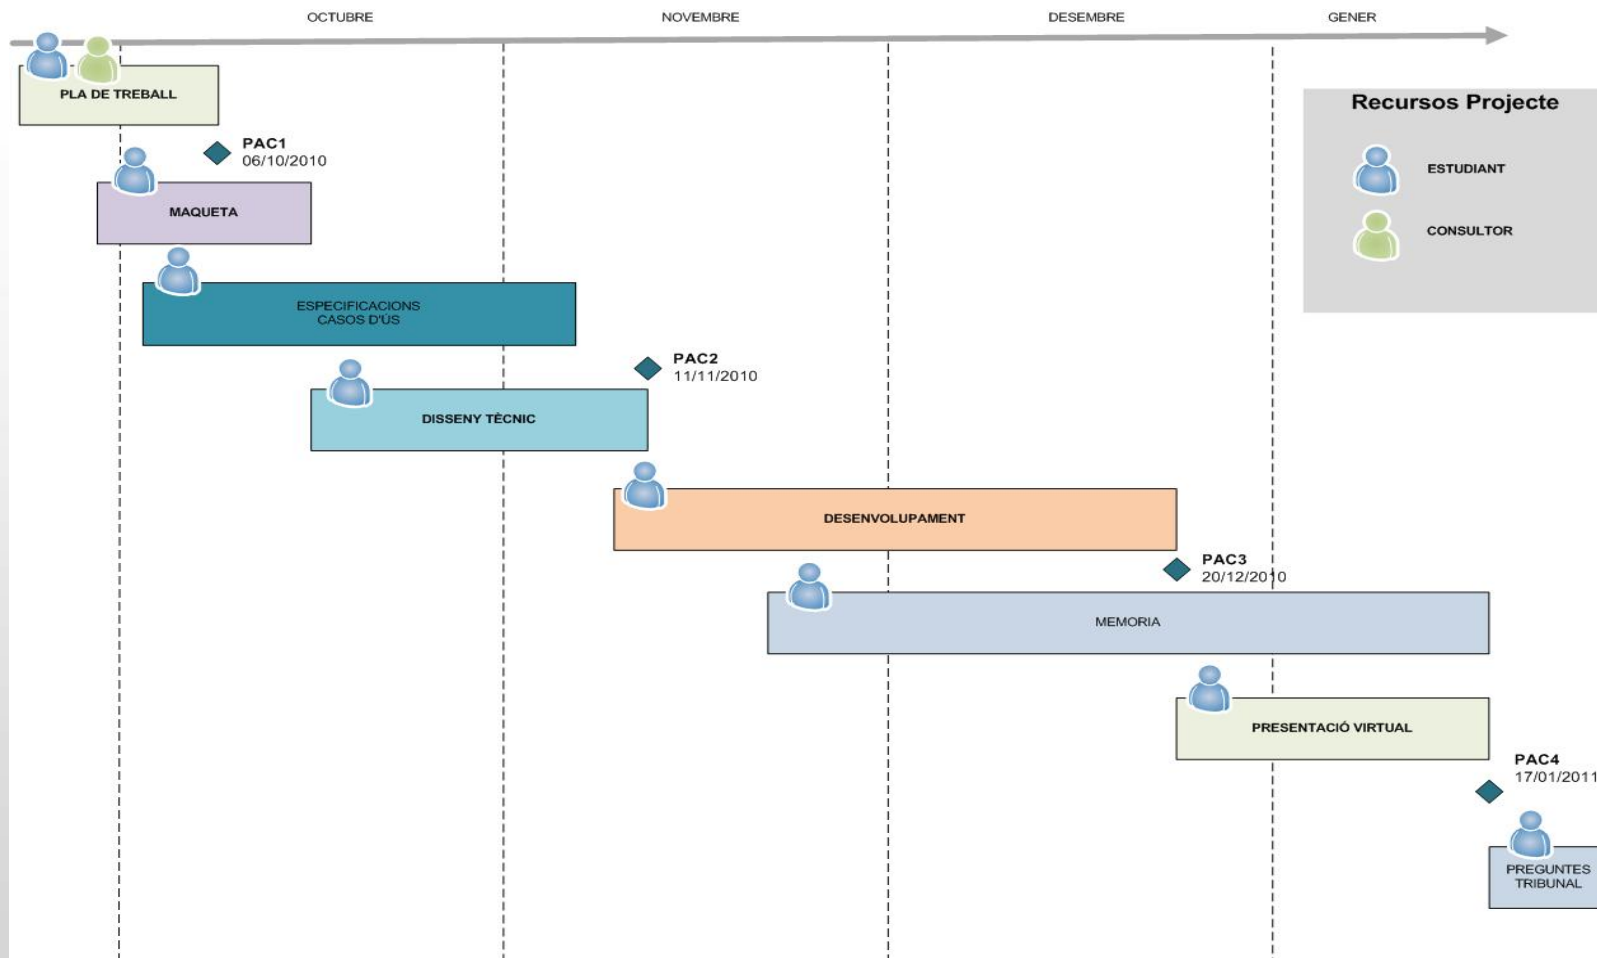 OCTUBRE
NOVEMBRE
DESEMBRE
GENER
PLA DE TREBALL
PAC1
06/10/2010
MAQUETA
ESPECIFICACIONS
CASOS D'ÚS
PAC2
11/11/2010
DISSENY TÈCNIC
DESENVOLUPAMENT
PAC3
20/12/2010
MEMORIA
PRESENTACIÓ VIRTUAL
PAC4
17/01/2011
PREGUNTES
TRIBUNAL
Recursos Projecte
ESTUDIANT
CONSULTOR